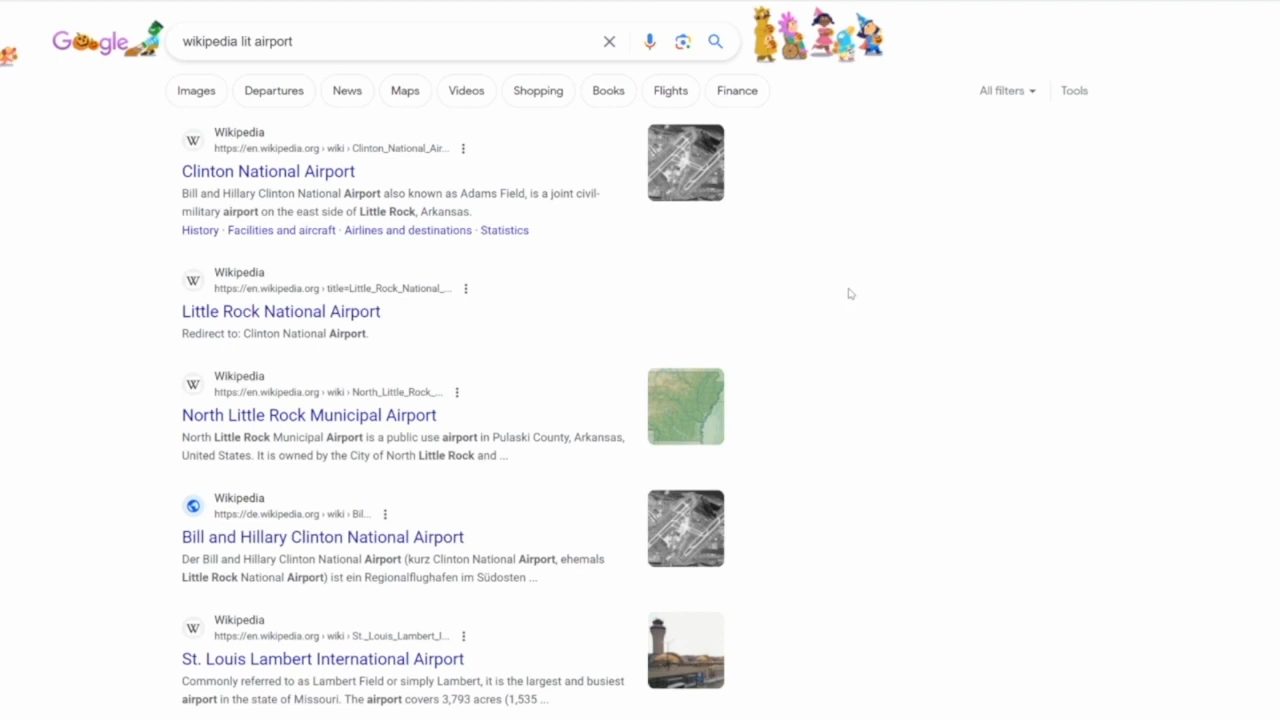 Google
wikipedia lit airport
Images
Departures
News
Maps
Videos
Shopping
Books
Flights
Finance
All filters
Tools
Wikipedia
https://en.wikipedia.org › wiki › Clinton_National_Air...
Clinton National Airport
Bill and Hillary Clinton National Airport also known as Adams Field, is a joint civil-
military airport on the east side of Little Rock, Arkansas.
History · Facilities and aircraft · Airlines and destinations · Statistics
Wikipedia
https://en.wikipedia.org › title=Little_Rock_National_...
Little Rock National Airport
Redirect to: Clinton National Airport.
Wikipedia
https://en.wikipedia.org › wiki › North_Little_Rock_...
North Little Rock Municipal Airport
North Little Rock Municipal Airport is a public use airport in Pulaski County, Arkansas,
United States. It is owned by the City of North Little Rock and ...
Wikipedia
https://de.wikipedia.org › wiki › Bil...
Bill and Hillary Clinton National Airport
Der Bill and Hillary Clinton National Airport (kurz Clinton National Airport, ehemals
Little Rock National Airport) ist ein Regionalflughafen im Südosten ...
Wikipedia
https://en.wikipedia.org › wiki › St._Louis_Lambert_I...
St. Louis Lambert International Airport
Commonly referred to as Lambert Field or simply Lambert, it is the largest and busiest
airport in the state of Missouri. The airport covers 3,793 acres (1,535 ...